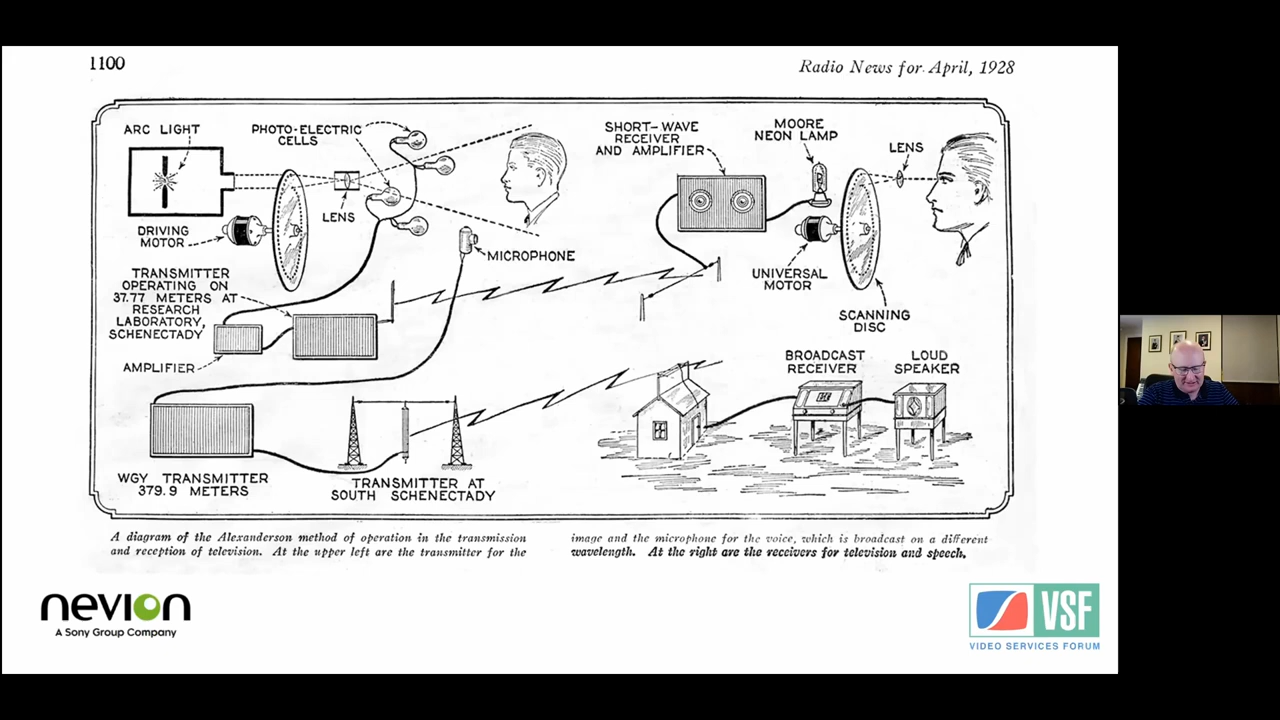 1100
Radio News for April, 1928
ARC LIGHT
PHOTO-ELECTRIC
CELLS
LENS
DRIVING
MOTOR
MICROPHONE
TRANSMITTER
OPERATING ON
37.77 METERS AT
RESEARCH
LABORATORY,
SCHENECTADY
AMPLIFIER
WGY TRANSMITTER
379.9 METERS
TRANSMITTER AT
SOUTH SCHENECTADY
SHORT-WAVE
RECEIVER
AND AMPLIFIER
MOORE
NEON LAMP
LENS
UNIVERSAL
MOTOR
SCANNING
DISC
BROADCAST
RECEIVER
LOUD
SPEAKER
A diagram of the Alexanderson method of operation in the transmission
and reception of television. At the upper left are the transmitter for the
image and the microphone for the voice, which is broadcast on a different
wavelength. At the right are the receivers for television and speech.
nevion
A Sony Group Company
VSF
VIDEO SERVICES FORUM